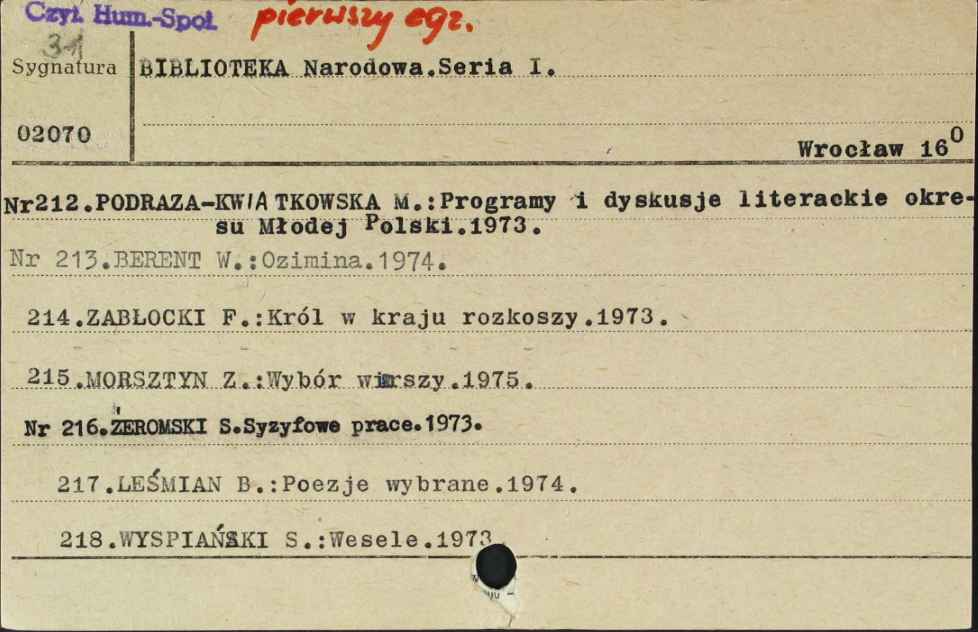 Czyt. Hum.-Społ.
pierwszy egz.
31
Sygnatura
BIBLIOTEKA Narodowa.Seria I.
02070
Wrocław 16⁰
Nr212.PODRAZA-KWIATKOWSKA M.:Programy i dyskusje literackie okre-
su Młodej Polski.1973.
Nr 213.BERENT W.:Ozimina.1974.
214.ZABŁOCKI F.:Król w kraju rozkoszy.1973.
215.MORSZTYN Z.:Wybór wierszy.1975.
Nr 216.ŻEROMSKI S.Syzyfowe prace.1973.
217.LEŚMIAN B.:Poezje wybrane.1974.
218.WYSPIAŃSKI S.:Wesele.1973.